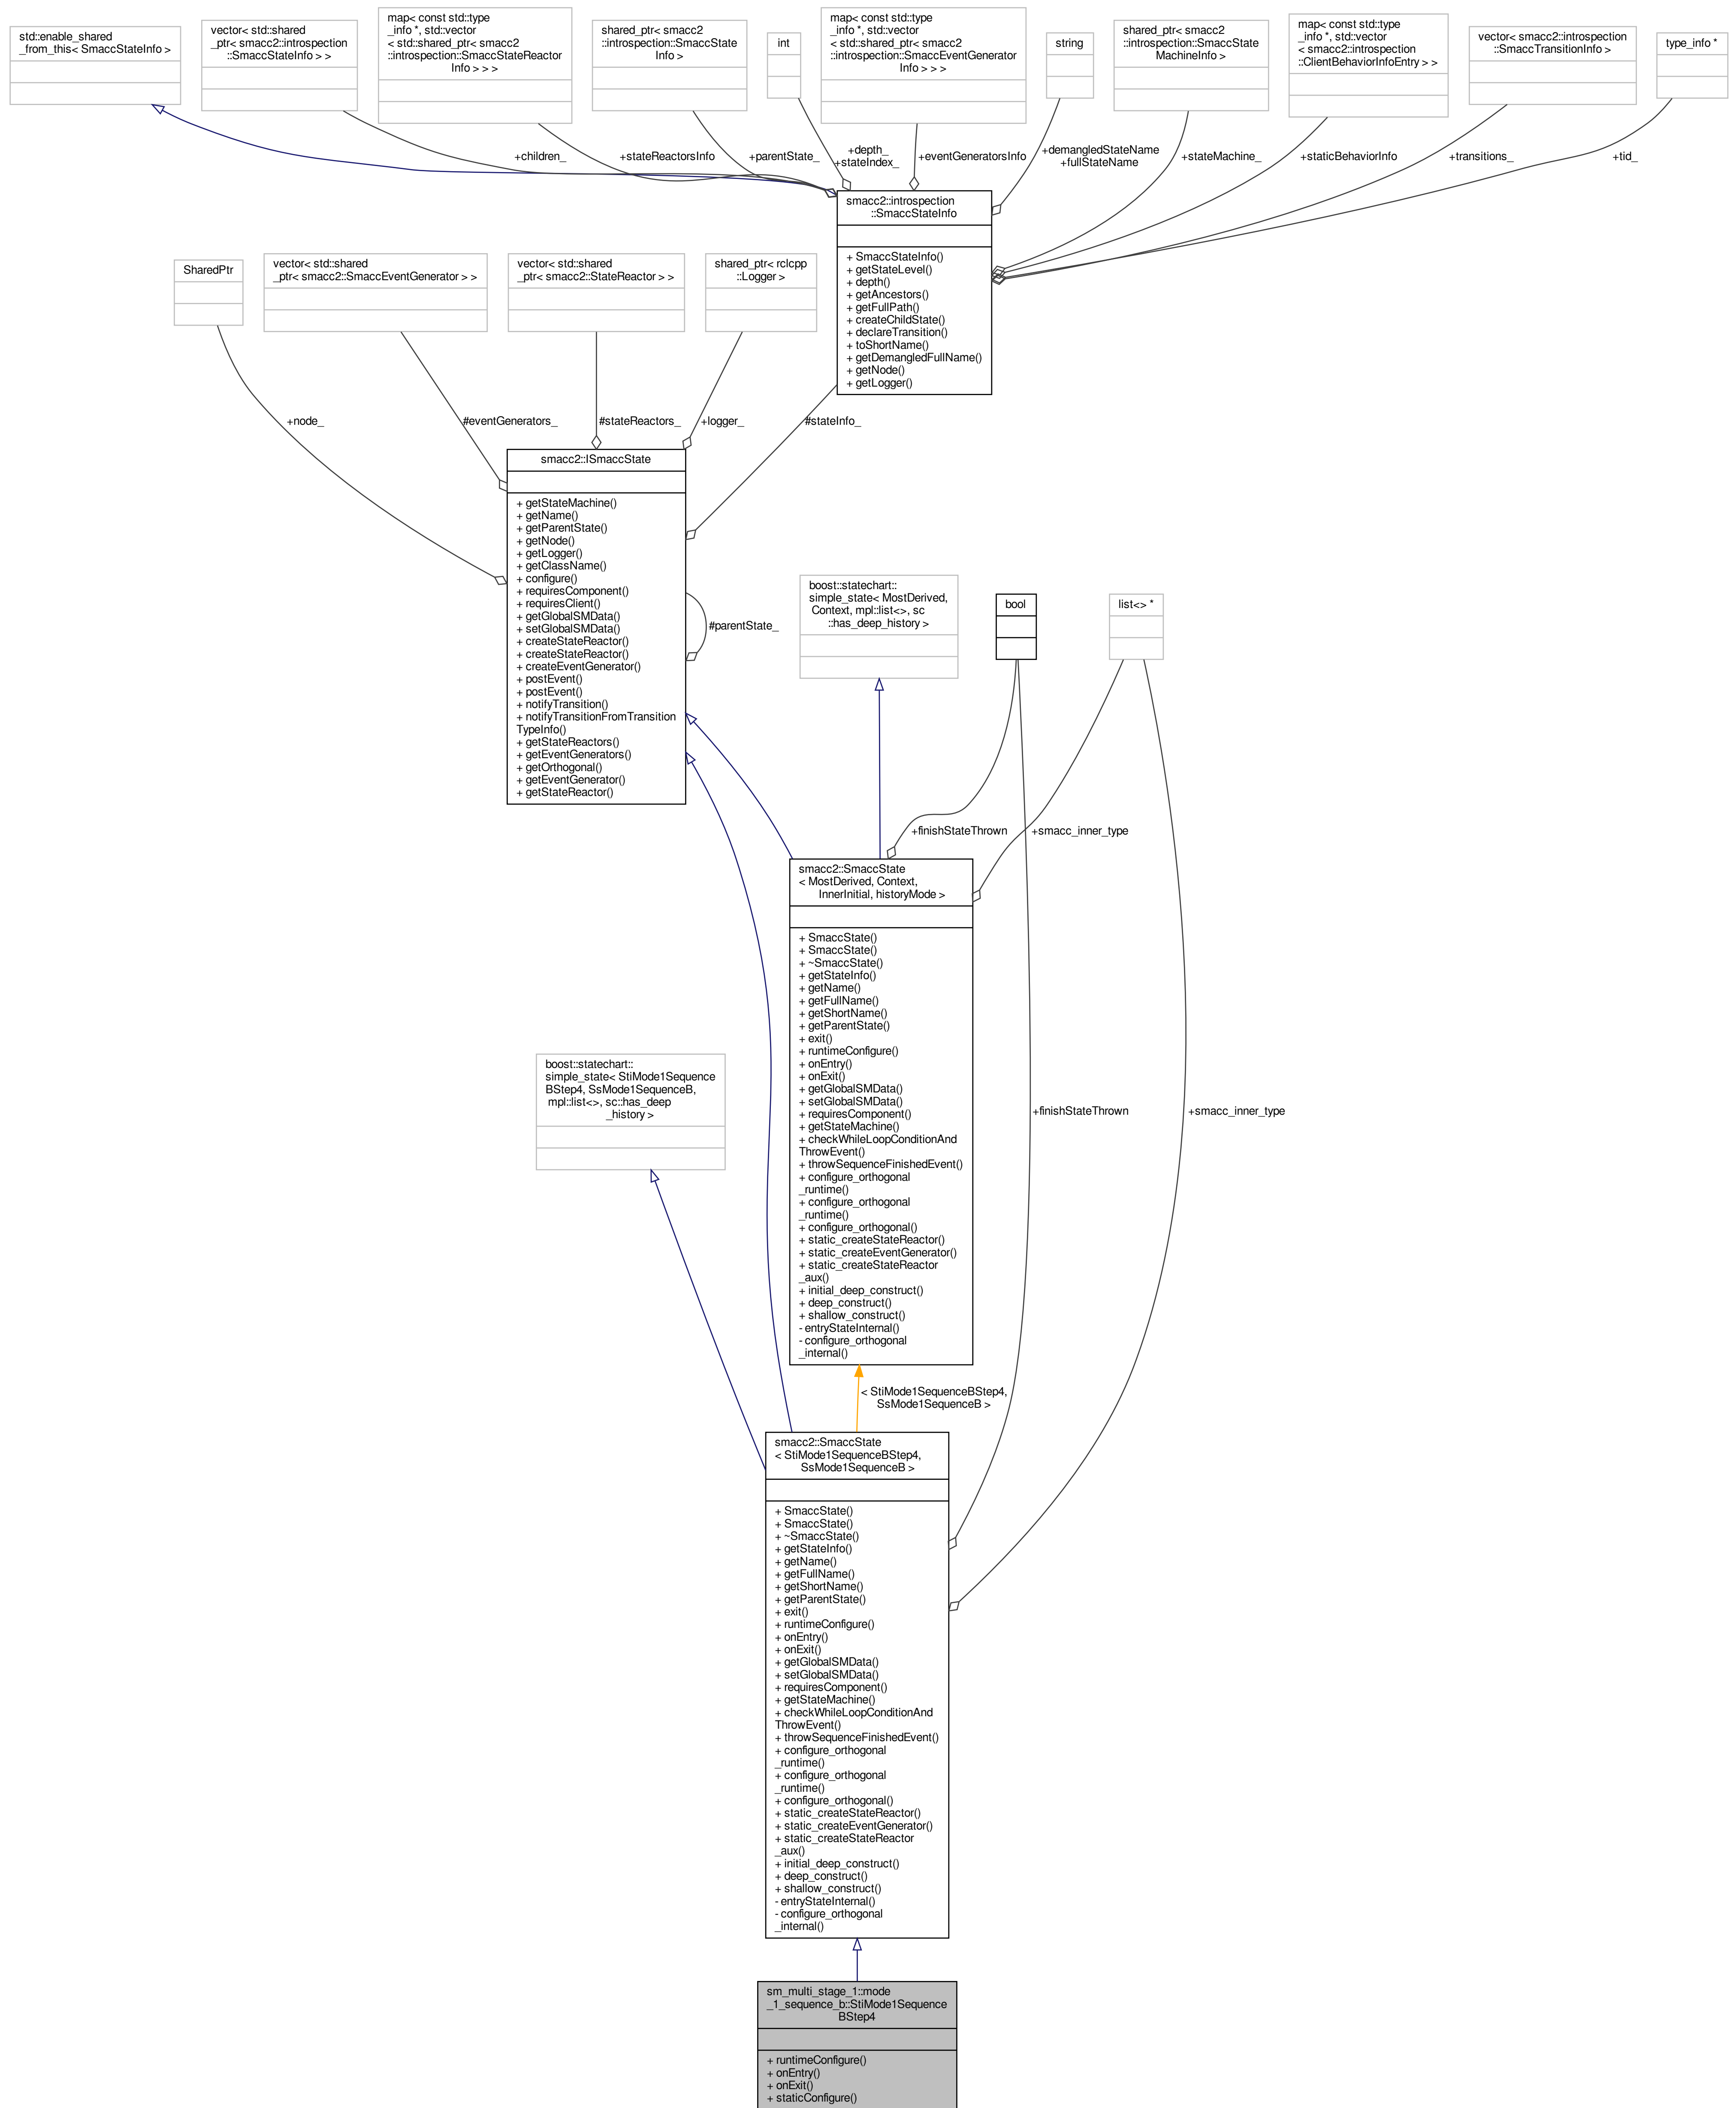 std::enable_shared
_from_this< SmaccStateInfo >
vector< std::shared
_ptr< smacc2::introspection
::SmaccStateInfo > >
map< const std::type
_info *, std::vector
< std::shared_ptr< smacc2
::introspection::SmaccStateReactor
Info > > >
shared_ptr< smacc2
::introspection::SmaccState
Info >
int
map< const std::type
_info *, std::vector
< std::shared_ptr< smacc2
::introspection::SmaccEventGenerator
Info > > >
string
shared_ptr< smacc2
::introspection::SmaccState
MachineInfo >
map< const std::type
_info *, std::vector
< smacc2::introspection
::ClientBehaviorInfoEntry > >
vector< smacc2::introspection
::SmaccTransitionInfo >
type_info *
+children_
+stateReactorsInfo
+parentState_
+depth_
+stateIndex_
+eventGeneratorsInfo
+demangledStateName
+fullStateName
+stateMachine_
+staticBehaviorInfo
+transitions_
+tid_
smacc2::introspection
::SmaccStateInfo
+ SmaccStateInfo()
+ getStateLevel()
+ depth()
+ getAncestors()
+ getFullPath()
+ createChildState()
+ declareTransition()
+ toShortName()
+ getDemangledFullName()
+ getNode()
+ getLogger()
SharedPtr
vector< std::shared
_ptr< smacc2::SmaccEventGenerator > >
vector< std::shared
_ptr< smacc2::StateReactor > >
shared_ptr< rclcpp
::Logger >
+node_
#eventGenerators_
#stateReactors_
+logger_
#stateInfo_
smacc2::ISmaccState
+ getStateMachine()
+ getName()
+ getParentState()
+ getNode()
+ getLogger()
+ getClassName()
+ configure()
+ requiresComponent()
+ requiresClient()
+ getGlobalSMData()
+ setGlobalSMData()
+ createStateReactor()
+ createStateReactor()
+ createEventGenerator()
+ postEvent()
+ postEvent()
+ notifyTransition()
+ notifyTransitionFromTransition
TypeInfo()
+ getStateReactors()
+ getEventGenerators()
+ getOrthogonal()
+ getEventGenerator()
+ getStateReactor()
#parentState_
boost::statechart::
simple_state< MostDerived,
Context, mpl::list<>, sc
::has_deep_history >
bool
list<> *
+finishStateThrown
+smacc_inner_type
smacc2::SmaccState
< MostDerived, Context,
InnerInitial, historyMode >
+ SmaccState()
+ SmaccState()
+ ~SmaccState()
+ getStateInfo()
+ getName()
+ getFullName()
+ getShortName()
+ getParentState()
+ exit()
+ runtimeConfigure()
+ onEntry()
+ onExit()
+ getGlobalSMData()
+ setGlobalSMData()
+ requiresComponent()
+ getStateMachine()
+ checkWhileLoopConditionAnd
ThrowEvent()
+ throwSequenceFinishedEvent()
+ configure_orthogonal
_runtime()
+ configure_orthogonal
_runtime()
+ configure_orthogonal()
+ static_createStateReactor()
+ static_createEventGenerator()
+ static_createStateReactor
_aux()
+ initial_deep_construct()
+ deep_construct()
+ shallow_construct()
- entryStateInternal()
- configure_orthogonal
_internal()
boost::statechart::
simple_state< StiMode1Sequence
BStep4, SsMode1SequenceB,
mpl::list<>, sc::has_deep
_history >
+finishStateThrown
+smacc_inner_type
< StiMode1SequenceBStep4,
SsMode1SequenceB >
smacc2::SmaccState
< StiMode1SequenceBStep4,
SsMode1SequenceB >
+ SmaccState()
+ SmaccState()
+ ~SmaccState()
+ getStateInfo()
+ getName()
+ getFullName()
+ getShortName()
+ getParentState()
+ exit()
+ runtimeConfigure()
+ onEntry()
+ onExit()
+ getGlobalSMData()
+ setGlobalSMData()
+ requiresComponent()
+ getStateMachine()
+ checkWhileLoopConditionAnd
ThrowEvent()
+ throwSequenceFinishedEvent()
+ configure_orthogonal
_runtime()
+ configure_orthogonal
_runtime()
+ configure_orthogonal()
+ static_createStateReactor()
+ static_createEventGenerator()
+ static_createStateReactor
_aux()
+ initial_deep_construct()
+ deep_construct()
+ shallow_construct()
- entryStateInternal()
- configure_orthogonal
_internal()
sm_multi_stage_1::mode
_1_sequence_b::StiMode1Sequence
BStep4
+ runtimeConfigure()
+ onEntry()
+ onExit()
+ staticConfigure()